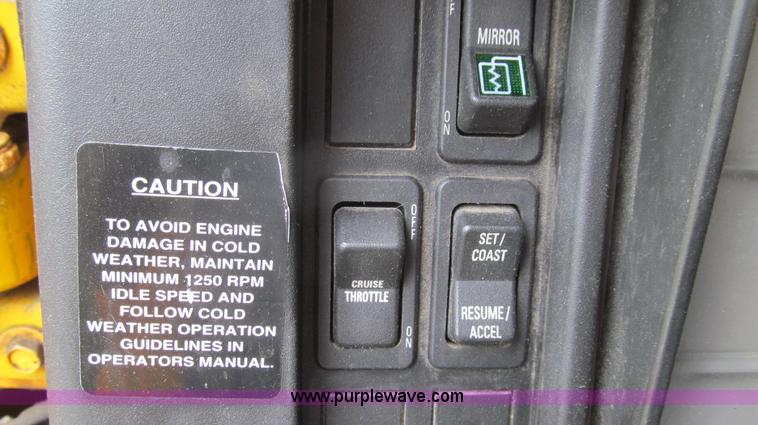 FF
MIRROR
ON
CAUTION
TO AVOID ENGINE
DAMAGE IN COLD
WEATHER, MAINTAIN
MINIMUM 1250 RPM
IDLE SPEED AND
FOLLOW COLD
WEATHER OPERATION
GUIDELINES IN
OPERATORS MANUAL.
OFF
CRUISE
THROTTLE
ON
SET/
COAST
RESUME/
ACCEL
www.purplewave.com